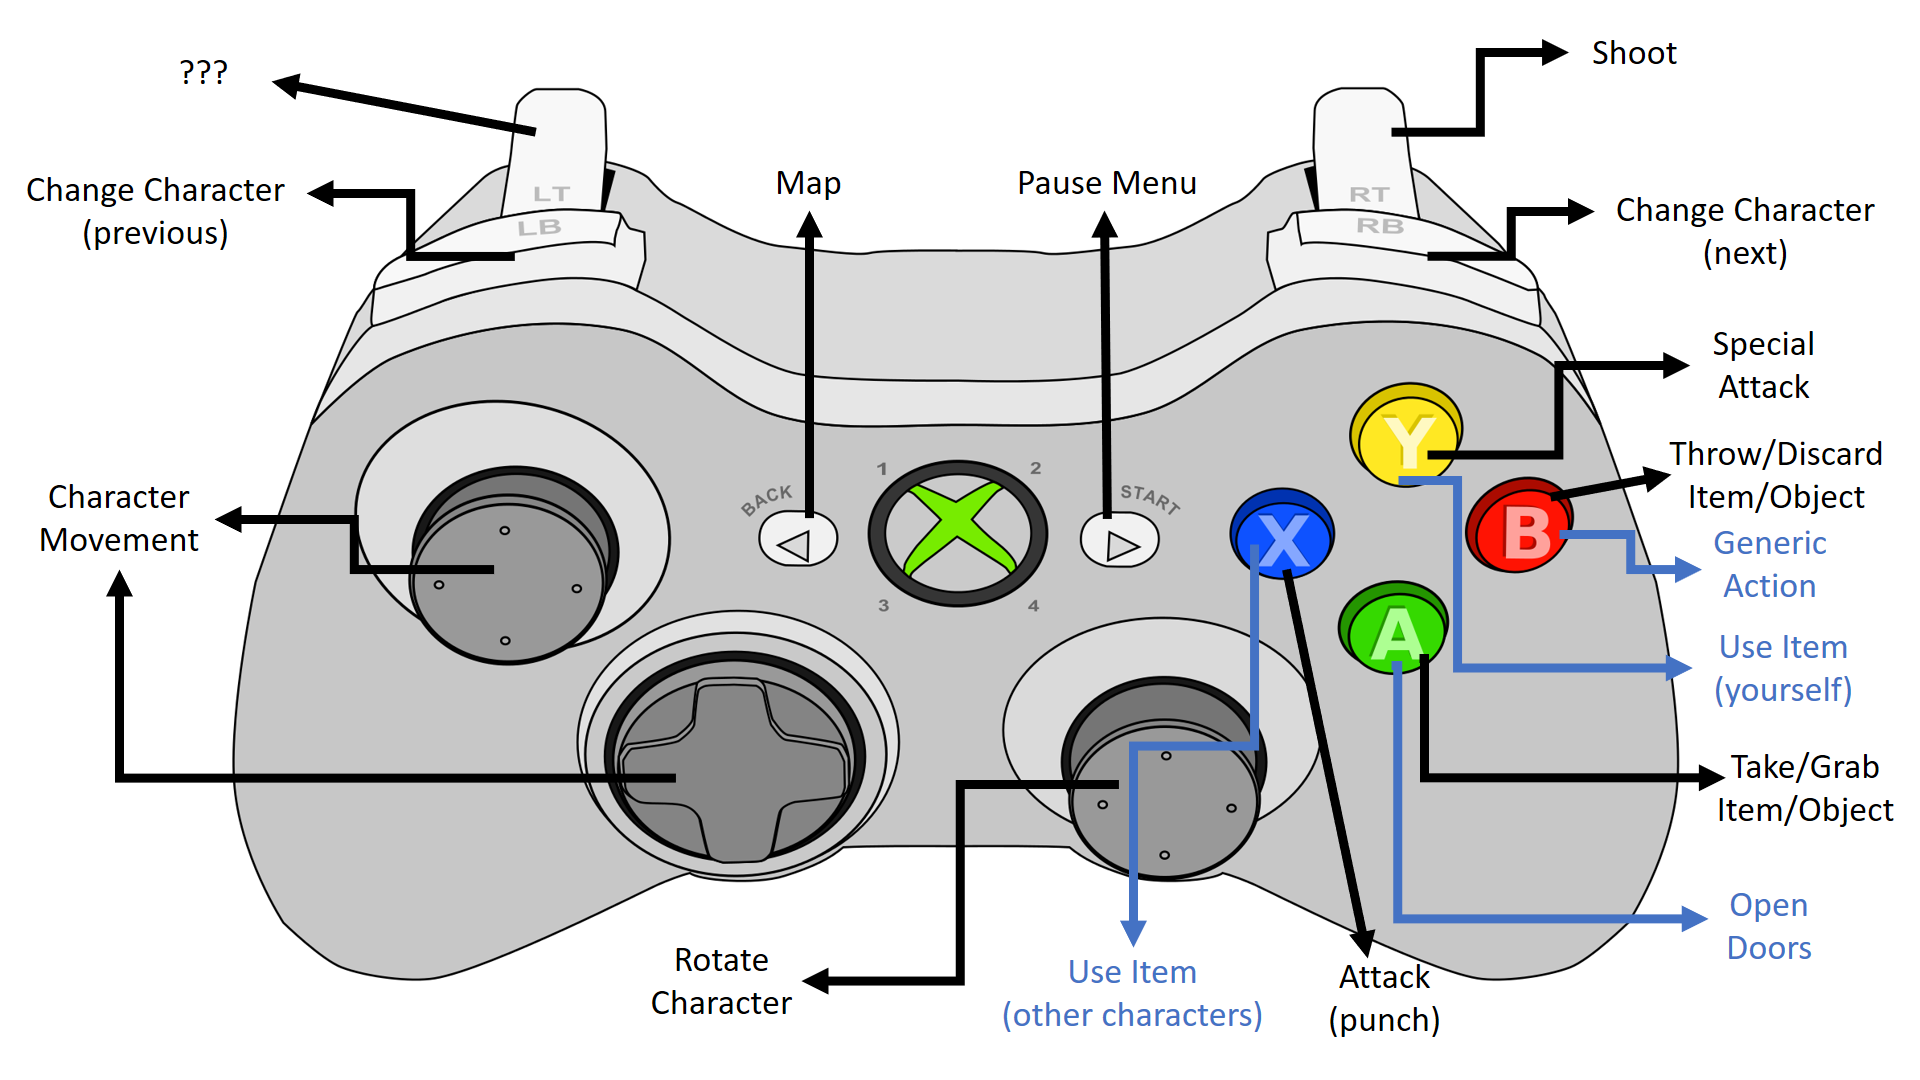 ???
Shoot
Change Character
(previous)
Map
Pause Menu
Change Character
(next)
LT
LB
RT
RB
Special
Attack
Y
Throw/Discard
Item/Object
Character
Movement
BACK
1
2
3
4
START
X
B
Generic
Action
A
Use Item
(yourself)
Take/Grab
Item/Object
Open
Doors
Rotate
Character
Use Item
(other characters)
Attack
(punch)